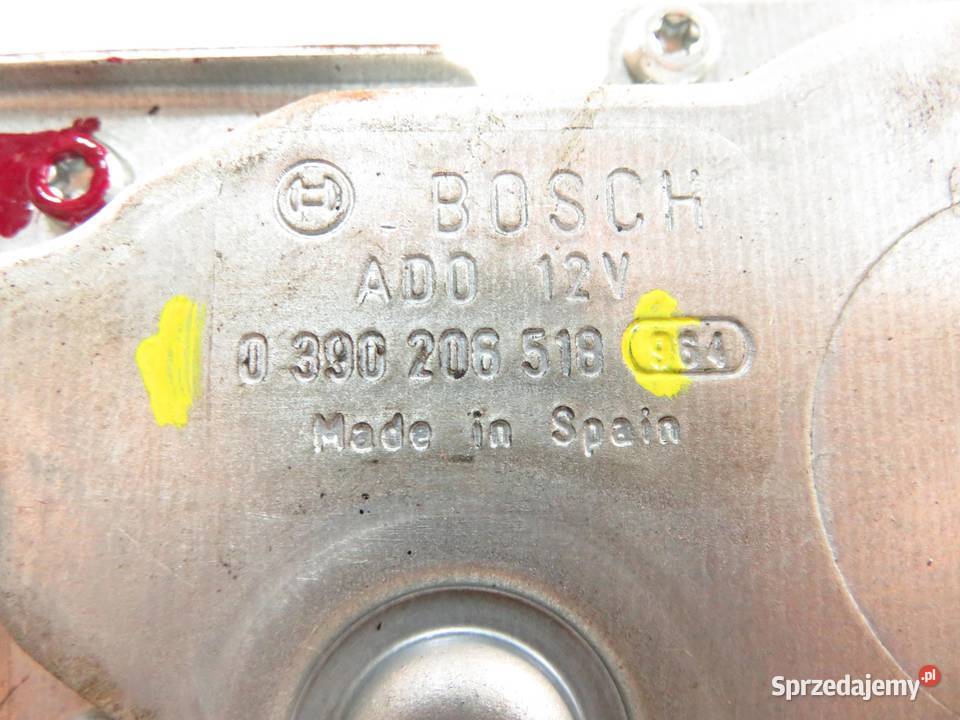 BOSCH
ADO 12V
0 390 206 518 964
Made in Spain
Sprzedajemy.pl